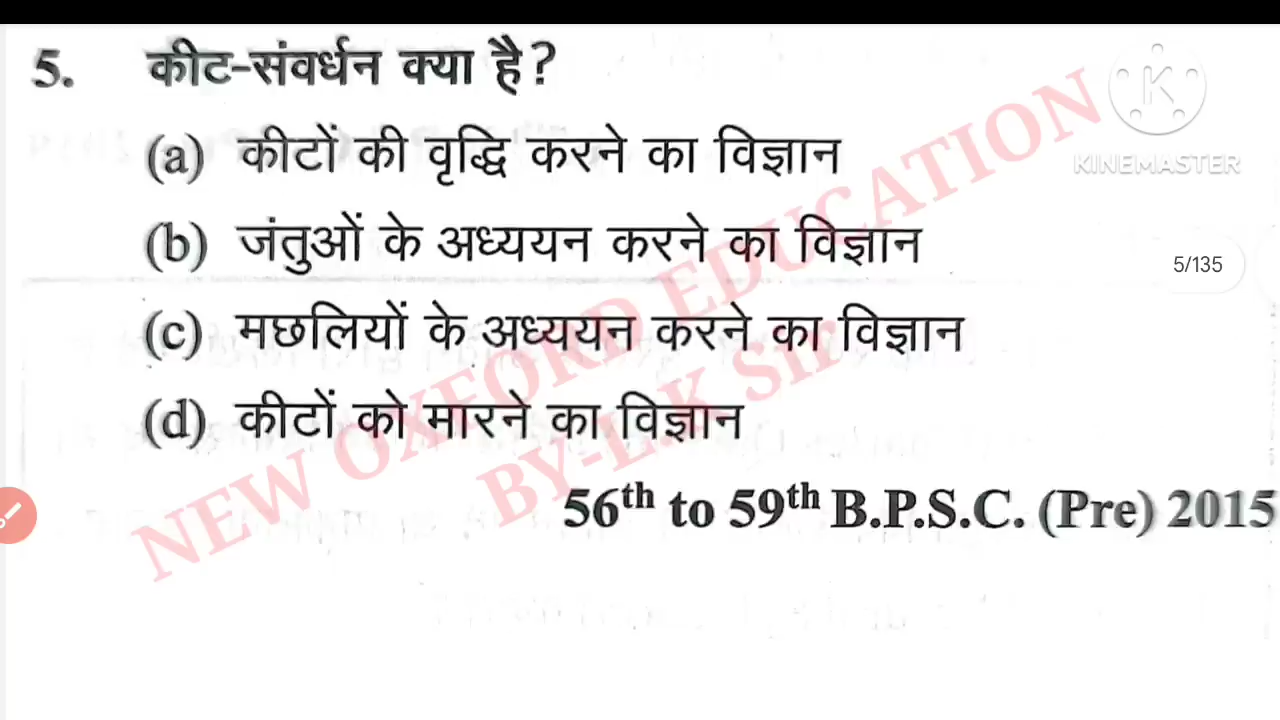 5. कीट-संवर्धन क्या है?
(a) कीटों की वृद्धि करने का विज्ञान
(b) जंतुओं के अध्ययन करने का विज्ञान
(c) मछलियों के अध्ययन करने का विज्ञान
(d) कीटों को मारने का विज्ञान
56th to 59th B.P.S.C. (Pre) 2015
NEW OXFORD EDUCATION
BY-L.K Sir
K
KINEMASTER
5/135